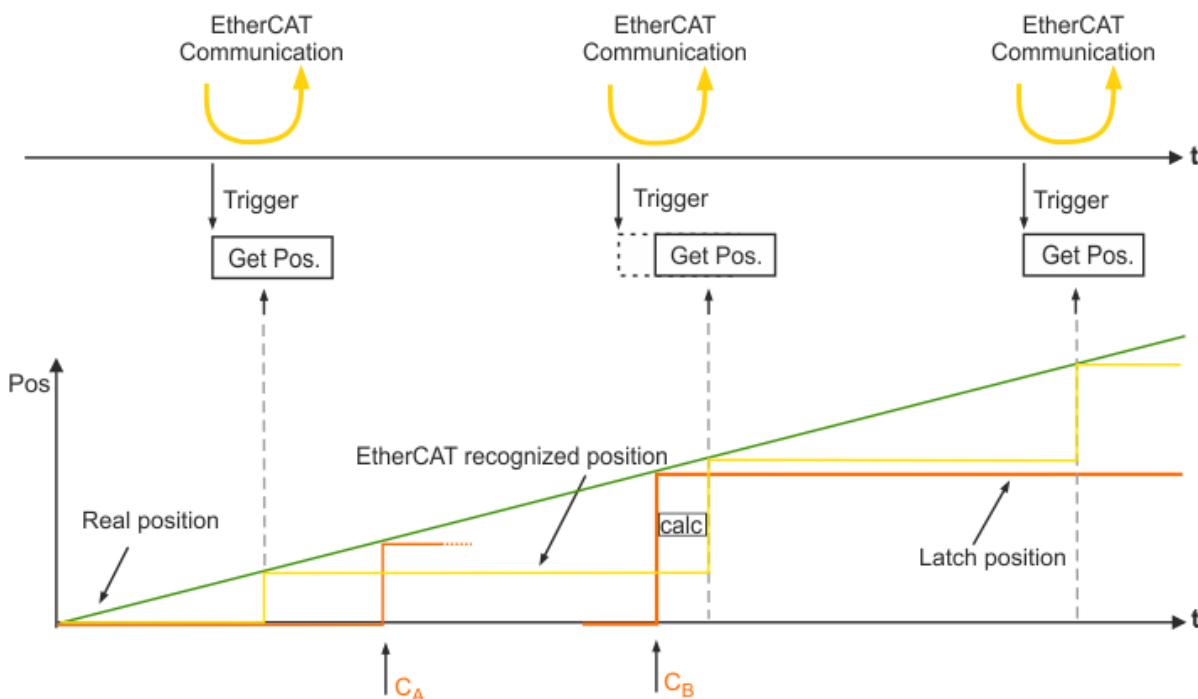 EtherCAT
Communication
EtherCAT
Communication
EtherCAT
Communication
t
Trigger
Trigger
Trigger
Get Pos.
Get Pos.
Get Pos.
Pos
EtherCAT recognized position
Real position
calc
Latch position
t
CA
CB